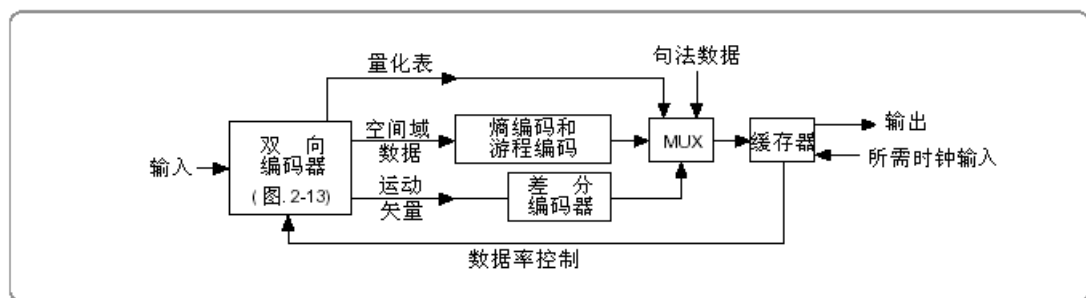 句法数据
量化表
输入
双 向
编码器
(图. 2-13)
空间域
数据
熵编码和
游程编码
MUX
缓存器
输出
所需时钟输入
运动
矢量
差 分
编码器
数据率控制